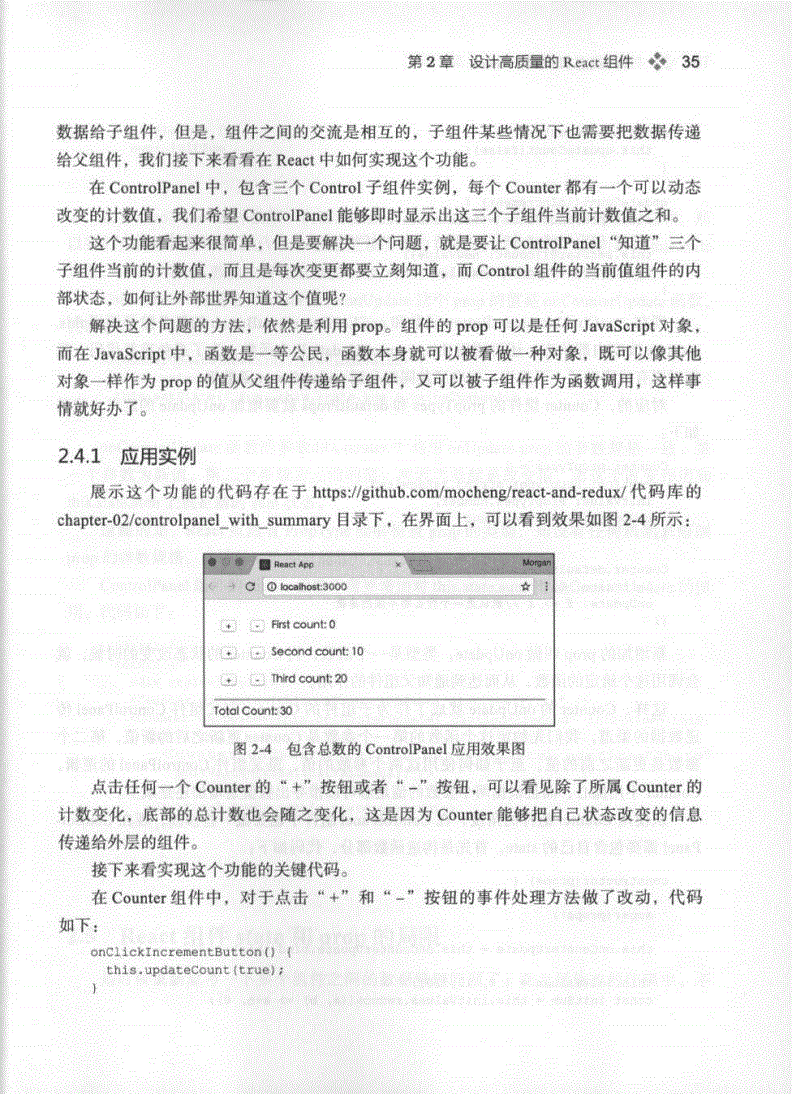 第 2 章 设计高质量的 React 组件 ❖ 35
数据给子组件，但是，组件之间的交流是相互的，子组件某些情况下也需要把数据传递
给父组件，我们接下来看看在 React 中如何实现这个功能。
在 ControlPanel 中，包含三个 Control 子组件实例，每个 Counter 都有一个可以动态
改变的计数值，我们希望 ControlPanel 能够即时显示出这三个子组件当前计数值之和。
这个功能看起来很简单，但是要解决一个问题，就是要让 ControlPanel “知道”三个
子组件当前的计数值，而且是每次变更都要立刻知道，而 Control 组件的当前值组件的内
部状态，如何让外部世界知道这个值呢?
解决这个问题的方法，依然是利用 prop。组件的 prop 可以是任何 JavaScript 对象，
而在 JavaScript 中，函数是一等公民，函数本身就可以被看做一种对象，既可以像其他
对象一样作为 prop 的值从父组件传递给子组件，又可以被子组件作为函数调用，这样事
情就好办了。
2.4.1 应用实例
展示这个功能的代码存在于 https://github.com/mocheng/react-and-redux/ 代码库的
chapter-02/controlpanel_with_summary 目录下，在界面上，可以看到效果如图 2-4 所示：
React App × Morgan
localhost:3000
+ - First count: 0
+ - Second count: 10
+ - Third count: 20
Total Count: 30
图 2-4 包含总数的 ControlPanel 应用效果图
点击任何一个 Counter 的“+”按钮或者“-”按钮，可以看见除了所属 Counter 的
计数变化，底部的总计数也会随之变化，这是因为 Counter 能够把自己状态改变的信息
传递给外层的组件。
接下来看实现这个功能的关键代码。
在 Counter 组件中，对于点击“+”和“-”按钮的事件处理方法做了改动，代码
如下：
onClickIncrementButton() {
this.updateCount(true);
}